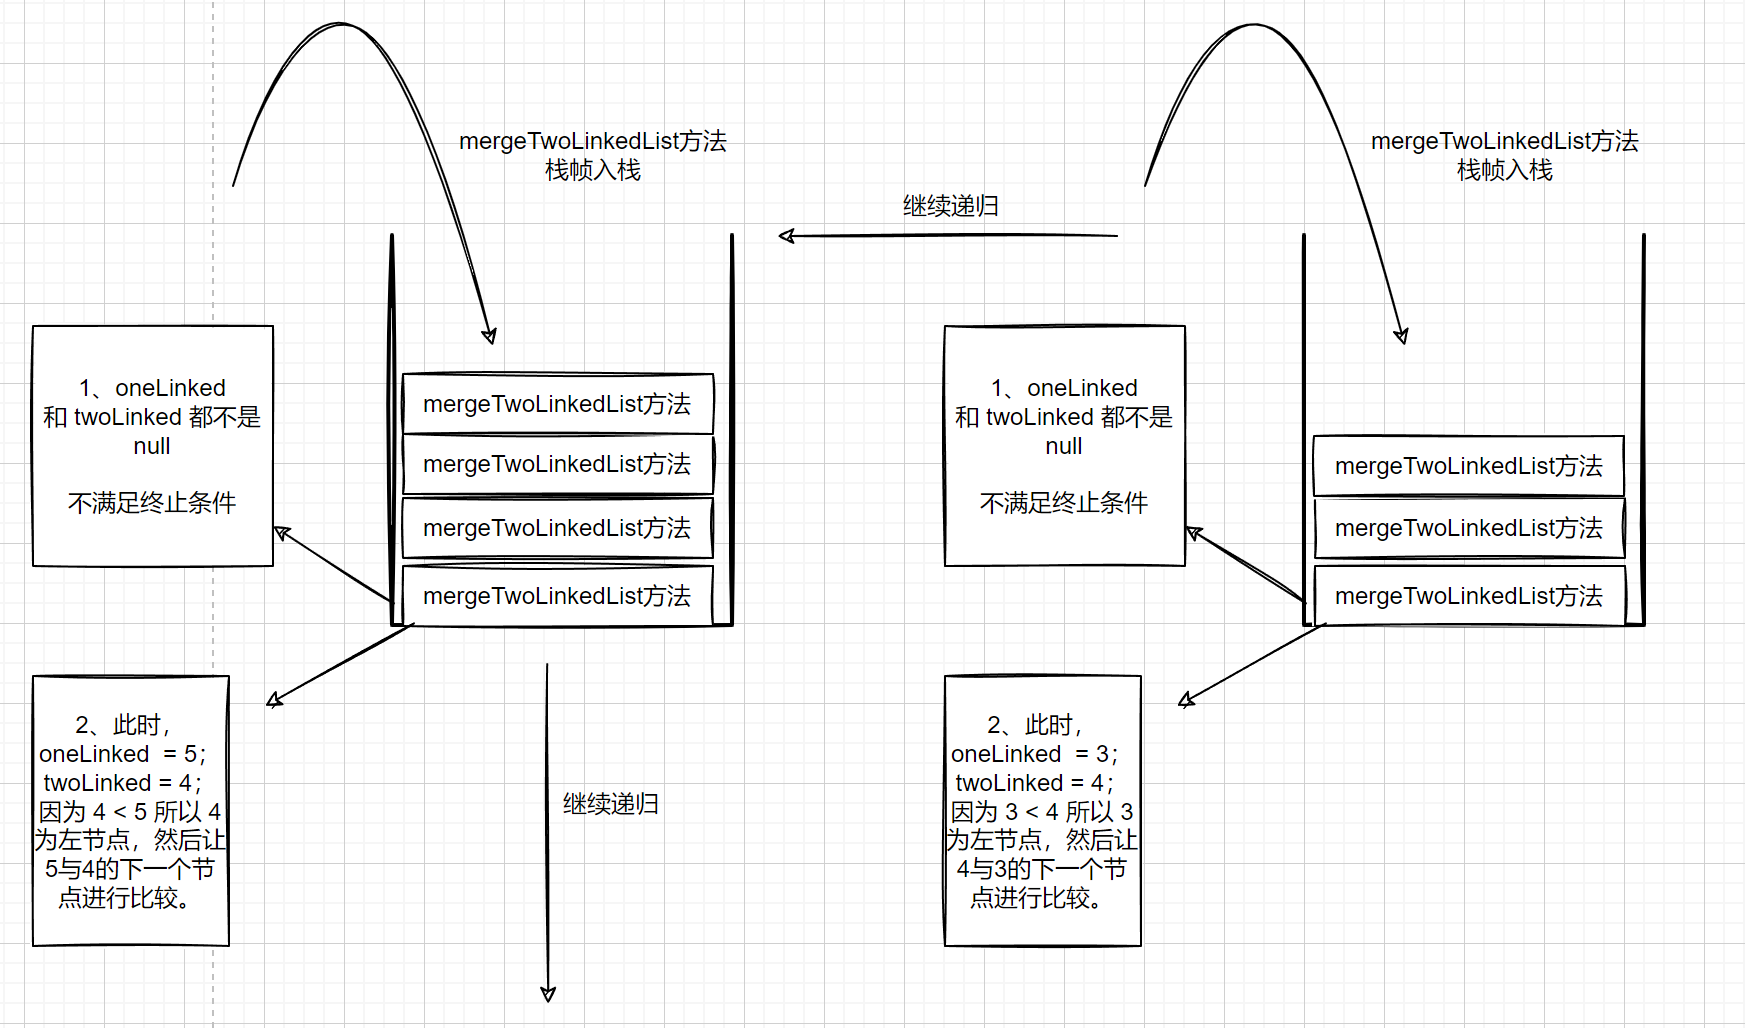 mergeTwoLinkedList方法
栈帧入栈
mergeTwoLinkedList方法
栈帧入栈
继续递归
1、oneLinked
和 twoLinked 都不是
null
不满足终止条件
mergeTwoLinkedList方法
mergeTwoLinkedList方法
mergeTwoLinkedList方法
mergeTwoLinkedList方法
1、oneLinked
和 twoLinked 都不是
null
不满足终止条件
mergeTwoLinkedList方法
mergeTwoLinkedList方法
mergeTwoLinkedList方法
2、此时，
oneLinked = 5；
twoLinked = 4；
因为 4 < 5 所以 4
为左节点，然后让
5与4的下一个节
点进行比较。
继续递归
2、此时，
oneLinked = 3；
twoLinked = 4；
因为 3 < 4 所以 3
为左节点，然后让
4与3的下一个节
点进行比较。